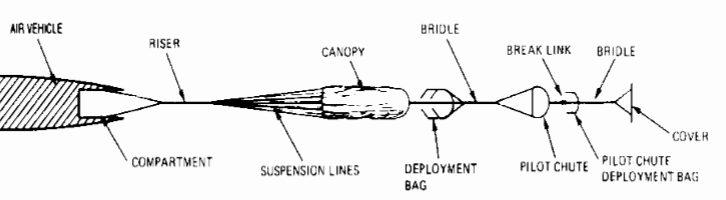 AIR VEHICLE
RISER
CANOPY
BRIDLE
BREAK LINK
BRIDLE
COMPARTMENT
SUSPENSION LINES
DEPLOYMENT
BAG
PILOT CHUTE
PILOT CHUTE
DEPLOYMENT BAG
COVER